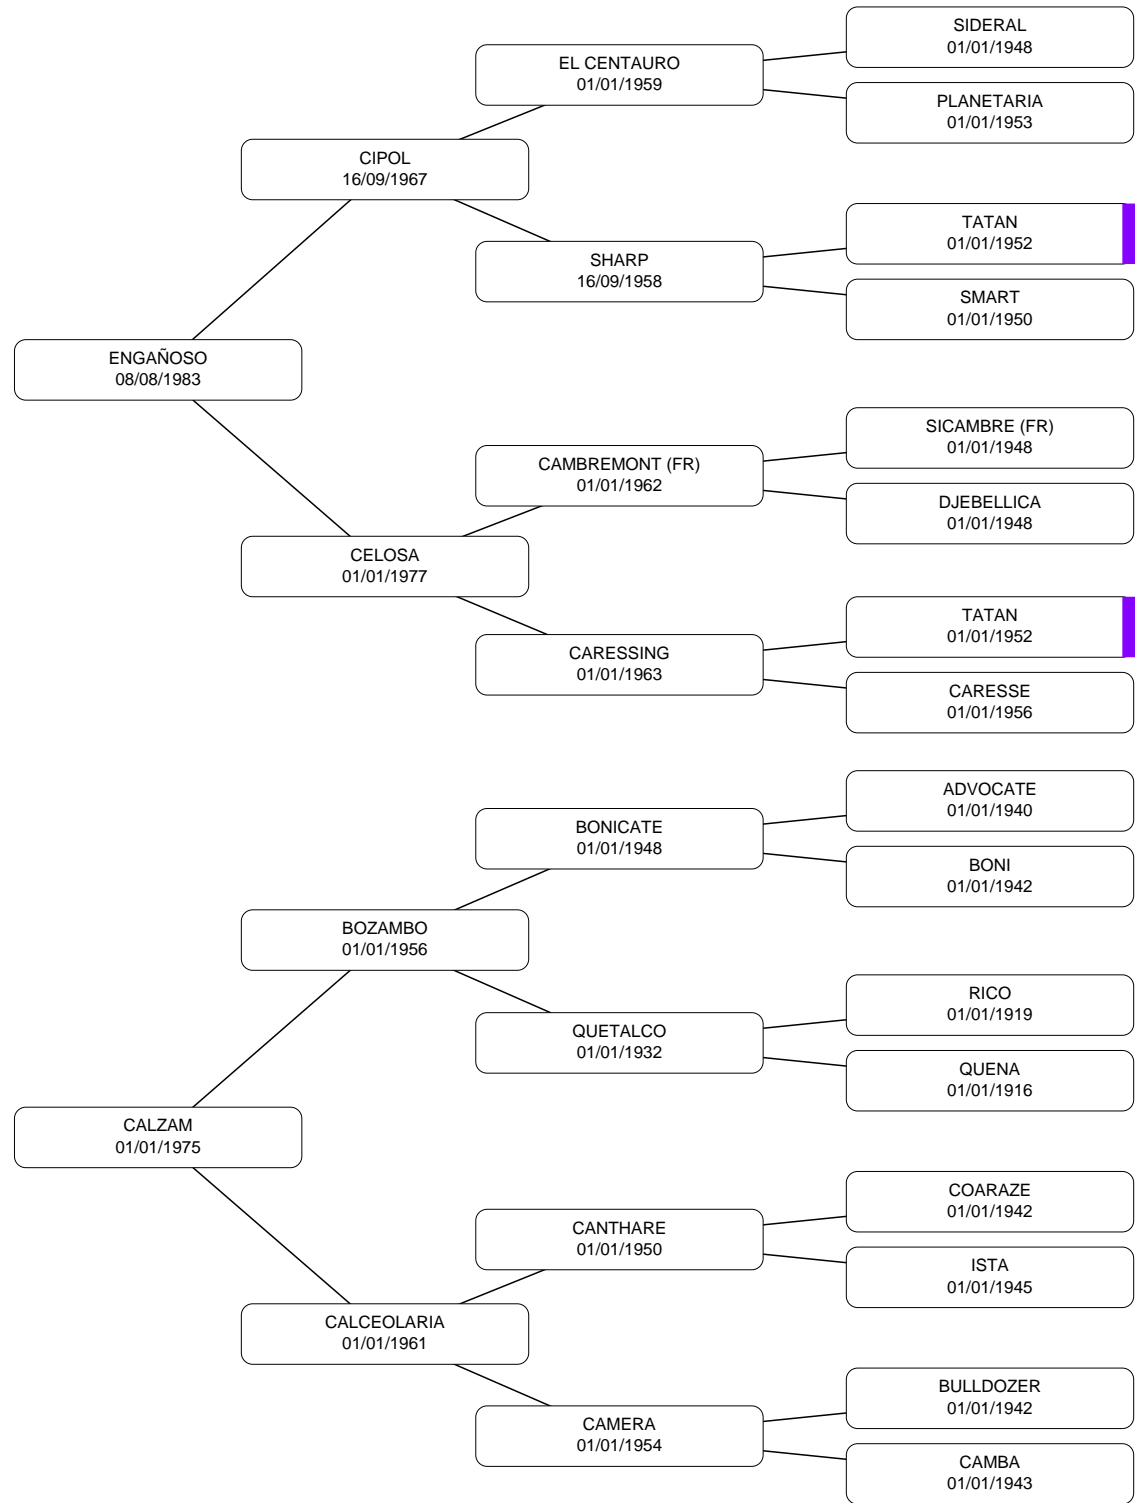 SIDERAL
01/01/1948
EL CENTAURO
01/01/1959
PLANETARIA
01/01/1953
CIPOL
16/09/1967
TATAN
01/01/1952
SHARP
16/09/1958
SMART
01/01/1950
ENGAÑOSO
08/08/1983
SICAMBRE (FR)
01/01/1948
CAMBREMONT (FR)
01/01/1962
DJEBELLICA
01/01/1948
CELOSA
01/01/1977
TATAN
01/01/1952
CARESSING
01/01/1963
CARESSE
01/01/1956
ADVOCATE
01/01/1940
BONICATE
01/01/1948
BONI
01/01/1942
BOZAMBO
01/01/1956
RICO
01/01/1919
QUETALCO
01/01/1932
QUENA
01/01/1916
CALZAM
01/01/1975
COARAZE
01/01/1942
CANTHARE
01/01/1950
ISTA
01/01/1945
CALCEOLARIA
01/01/1961
BULLDOZER
01/01/1942
CAMERA
01/01/1954
CAMBA
01/01/1943